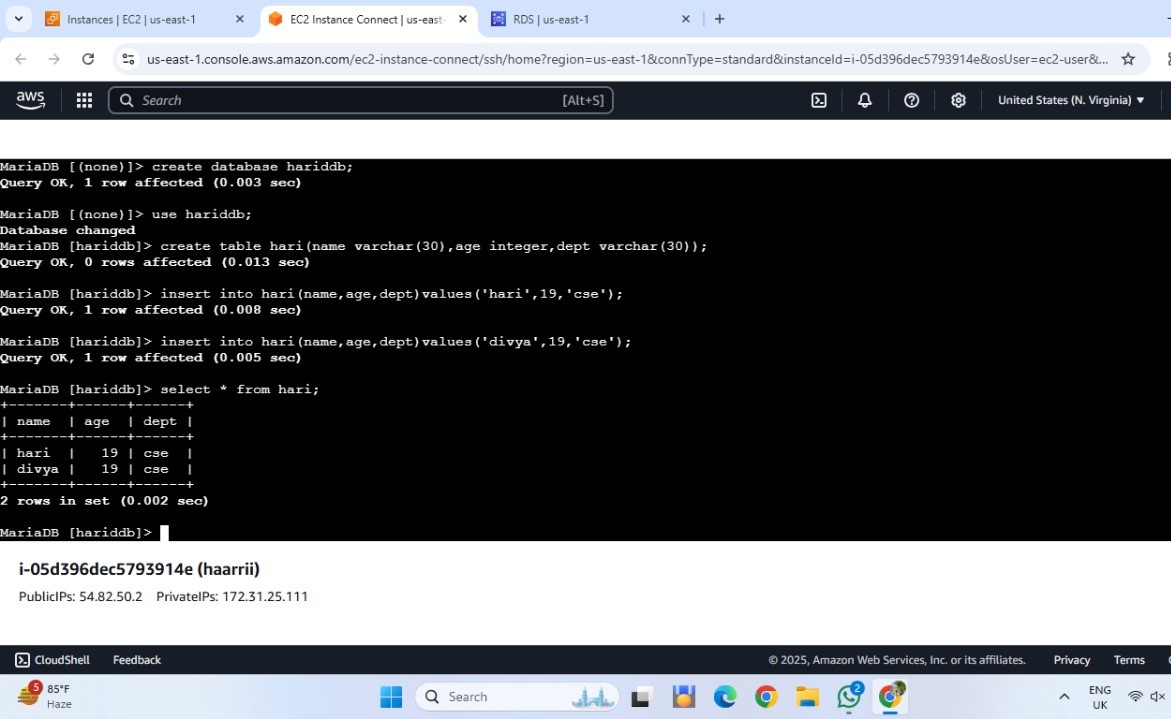 Instances | EC2 | us-east-1
EC2 Instance Connect | us-east-
RDS | us-east-1
us-east-1.console.aws.amazon.com/ec2-instance-connect/ssh/home?region=us-east-1&connType=standard&instanceId=i-05d396dec5793914e&osUser=ec2-user&...
aws
Search
[Alt+S]
United States (N. Virginia)
MariaDB [(none)]> create database hariddb;
Query OK, 1 row affected (0.003 sec)
MariaDB [(none)]> use hariddb;
Database changed
MariaDB [hariddb]> create table hari(name varchar(30),age integer,dept varchar(30));
Query OK, 0 rows affected (0.013 sec)
MariaDB [hariddb]> insert into hari(name,age,dept)values('hari',19,'cse');
Query OK, 1 row affected (0.008 sec)
MariaDB [hariddb]> insert into hari(name,age,dept)values('divya',19,'cse');
Query OK, 1 row affected (0.005 sec)
MariaDB [hariddb]> select * from hari;
+-------+------+------+
| name  | age  | dept |
+-------+------+------+
| hari  |   19 | cse  |
| divya |   19 | cse  |
+-------+------+------+
2 rows in set (0.002 sec)
MariaDB [hariddb]>
i-05d396dec5793914e (haarrii)
PublicIPs: 54.82.50.2 PrivateIPs: 172.31.25.111
CloudShell Feedback
© 2025, Amazon Web Services, Inc. or its affiliates. Privacy Terms
5
85°F
Haze
Search
2
ENG
UK